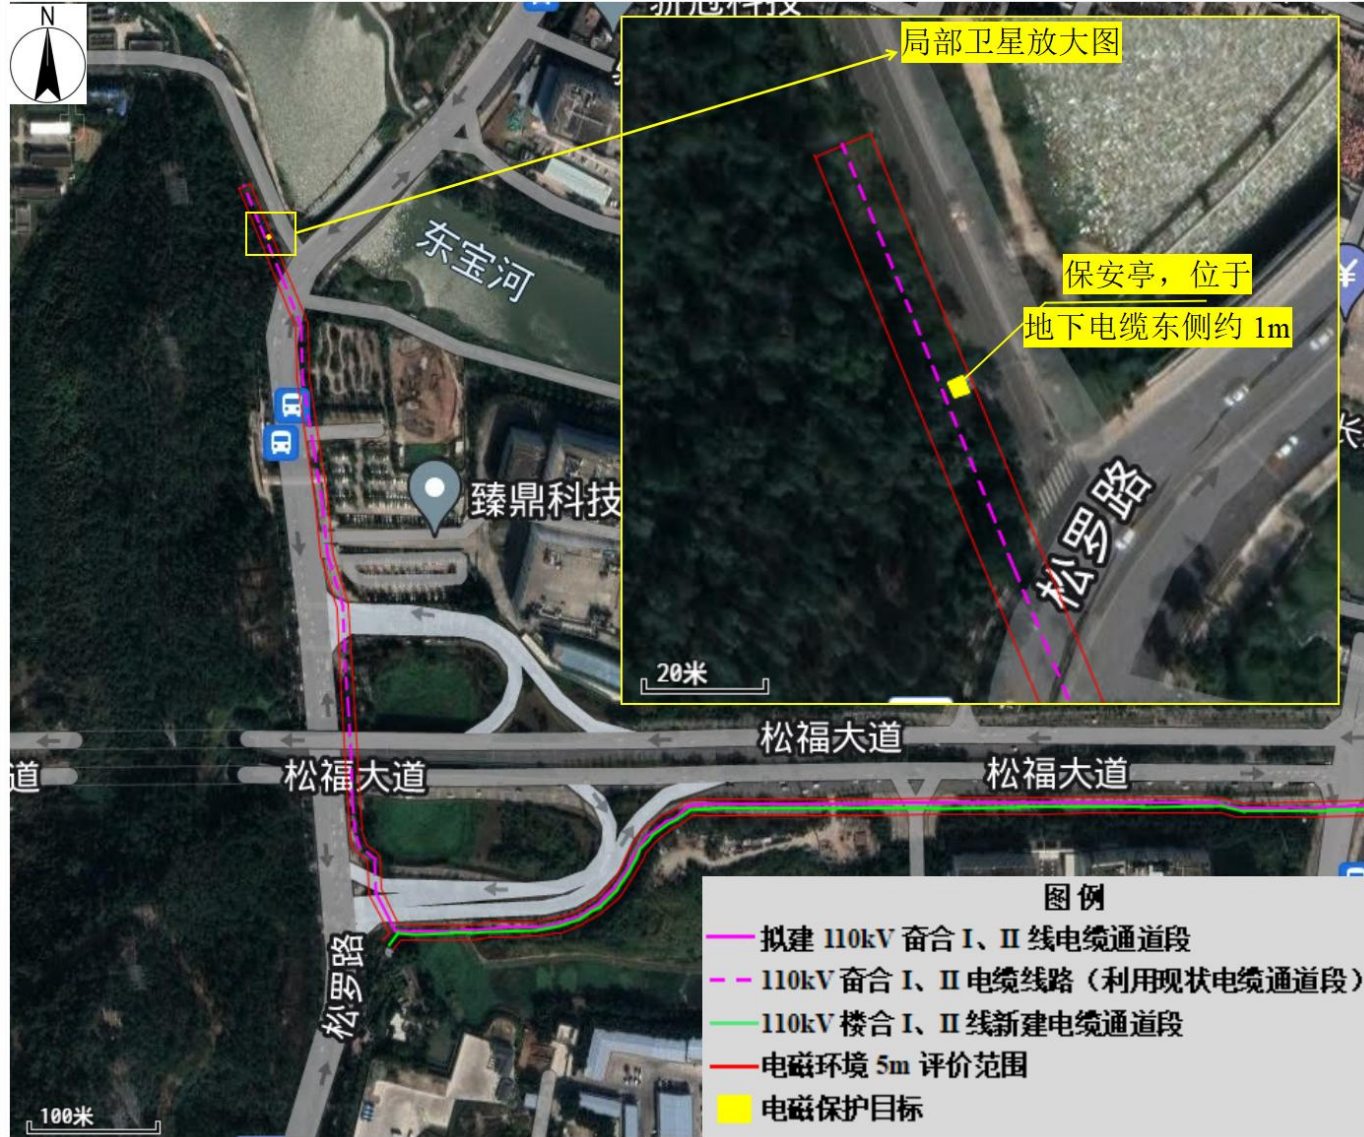 N
局部卫星放大图
东宝河
保安亭，位于
地下电缆东侧约 1m
臻鼎科技
松罗路
20米
松福大道
道
松福大道
松福大道
松罗路
100米
图例
拟建 110kV 奋合 I、II 线电缆通道段
110kV 奋合 I、II 电缆线路（利用现状电缆通道段）
110kV 楼合 I、II 线新建电缆通道段
电磁环境 5m 评价范围
电磁保护目标